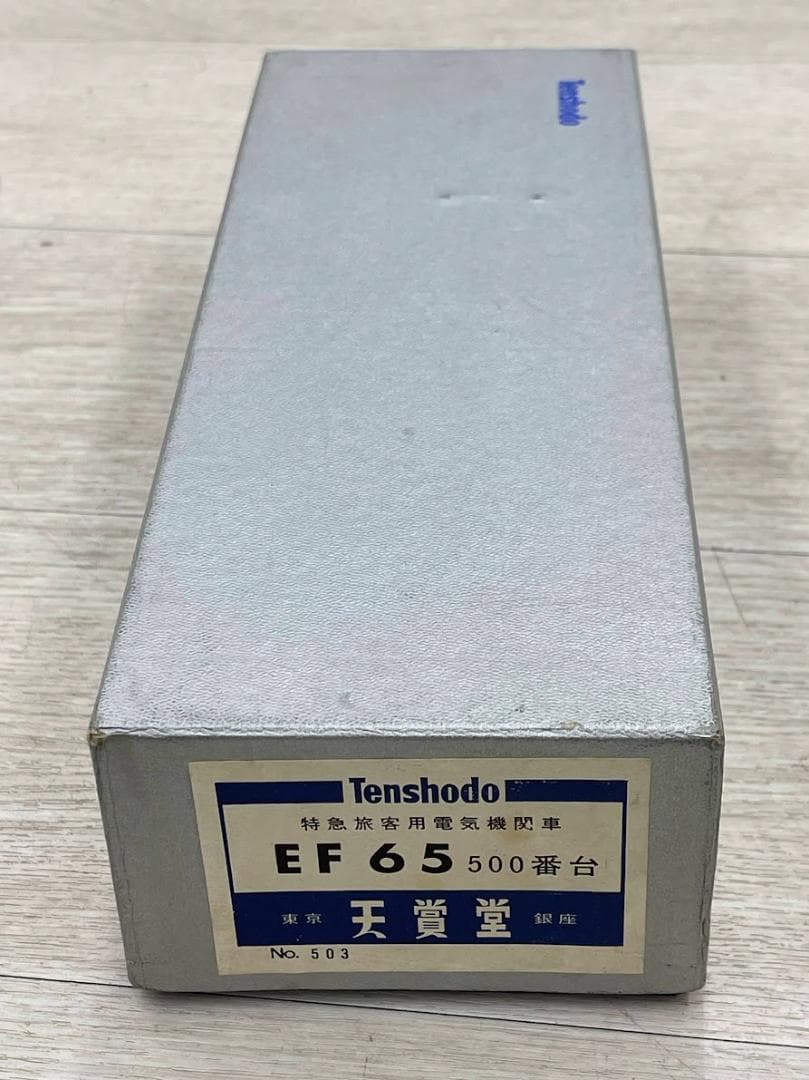 Tenshodo
Tenshodo
特急旅客用電気機関車
EF 65 500番台
東京 天賞堂 銀座
No. 503